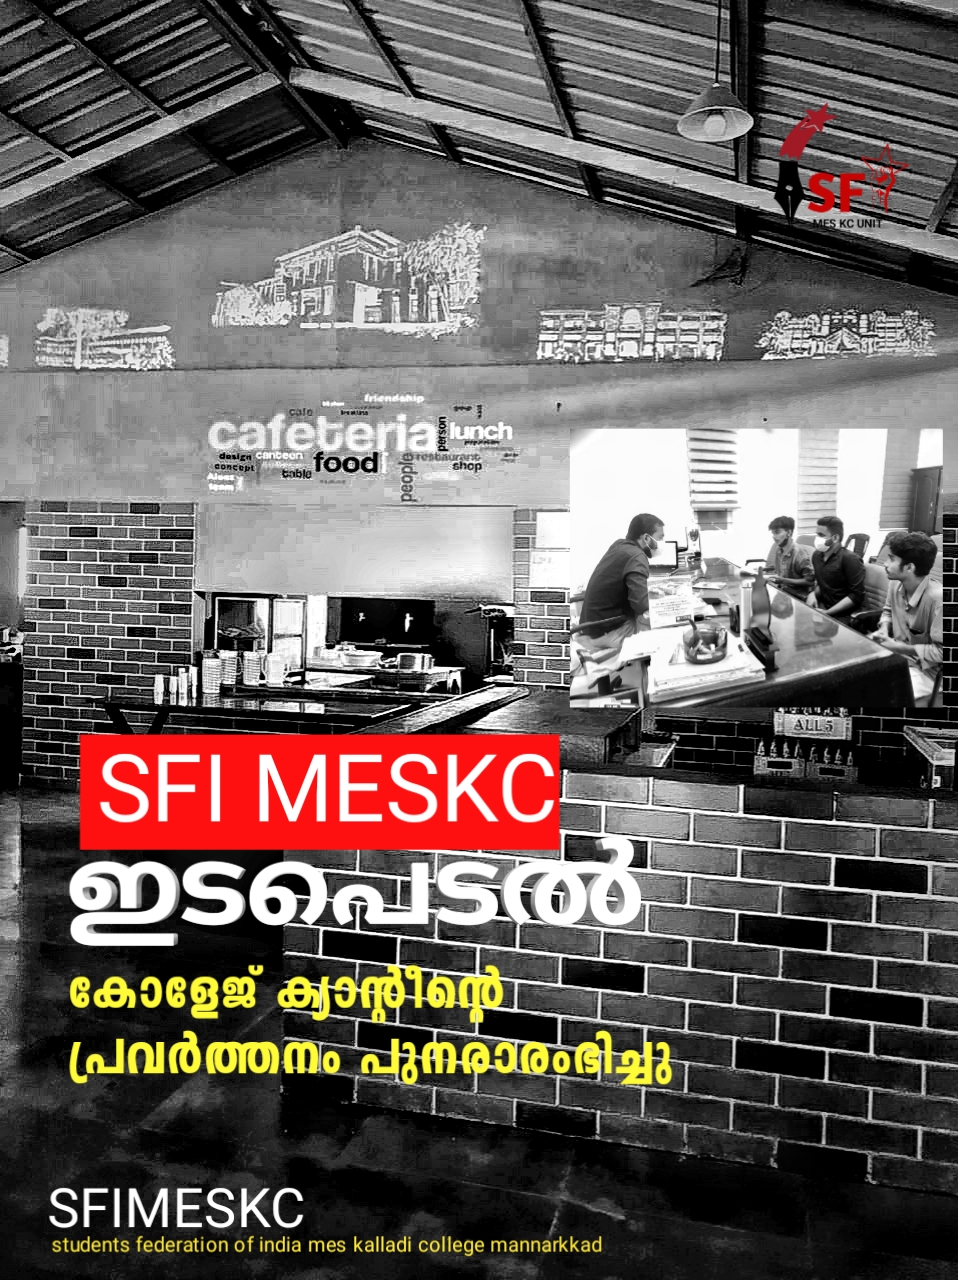 SFI
MES KC UNIT
friendship
cafe
cafeteria
person
lunch
design
canteen
restaurant
concept
food
people
shop
table
ALL 5
SFI MESKC
ഇടപെടൽ
കോളേജ് ക്യാന്റീന്റെ
പ്രവർത്തനം പുനരാരംഭിച്ചു
SFIMESKC
students federation of india mes kalladi college mannarkkad